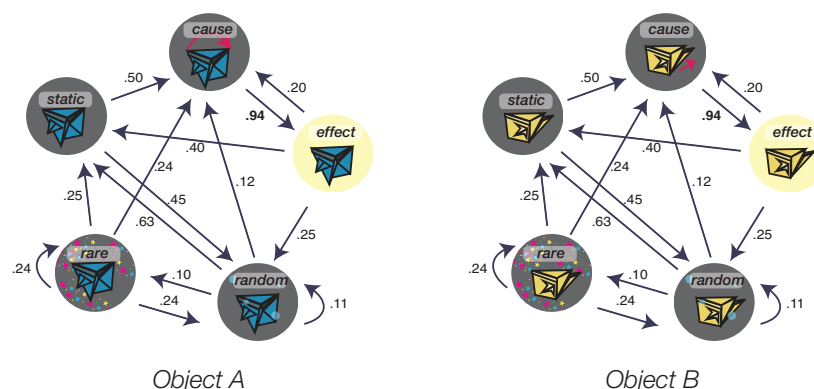 cause
.50
.20
static
.94
effect
.40
.24
.12
.25
.45
.63
.25
rare
.24
.10
random
.24
.11
Object A
cause
.50
.20
static
.94
effect
.40
.24
.12
.25
.45
.63
.25
rare
.24
.10
random
.24
.11
Object B